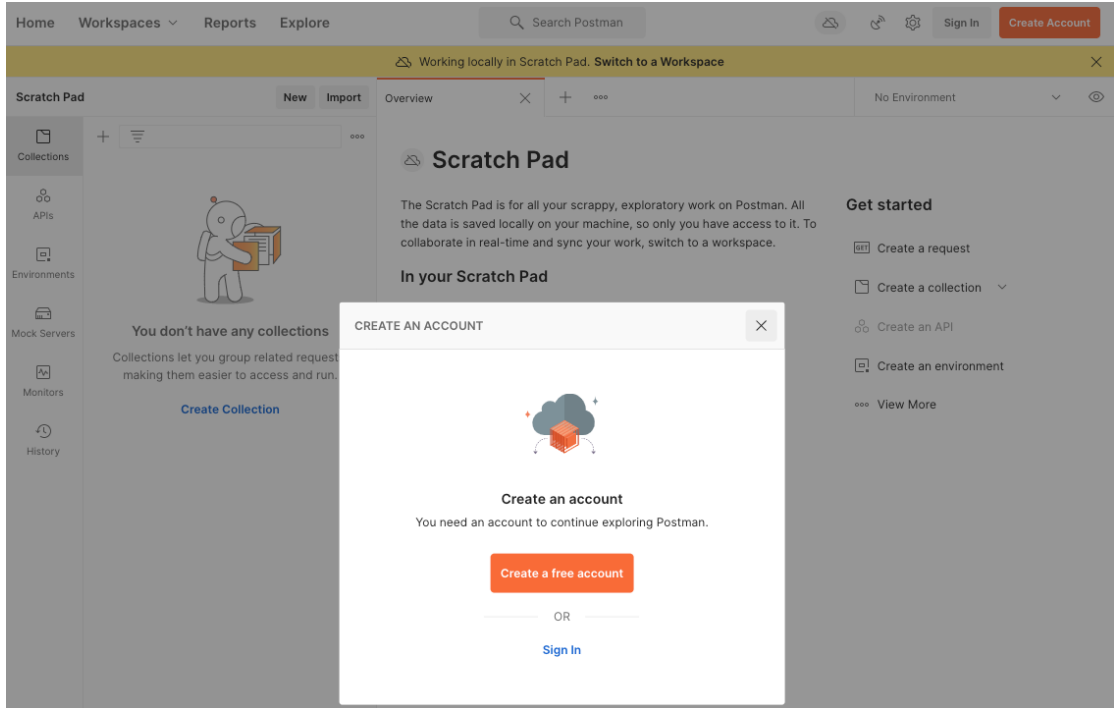 Home Workspaces Reports Explore Search Postman Sign In Create Account
Working locally in Scratch Pad. Switch to a Workspace
Scratch Pad New Import Overview No Environment
Collections
APIs
Environments
Mock Servers
Monitors
History
You don't have any collections
Collections let you group related request
making them easier to access and run.
Create Collection
Scratch Pad
The Scratch Pad is for all your scrappy, exploratory work on Postman. All
the data is saved locally on your machine, so only you have access to it. To
collaborate in real-time and sync your work, switch to a workspace.
In your Scratch Pad
Get started
GET Create a request
Create a collection
Create an API
Create an environment
View More
CREATE AN ACCOUNT
Create an account
You need an account to continue exploring Postman.
Create a free account
OR
Sign In